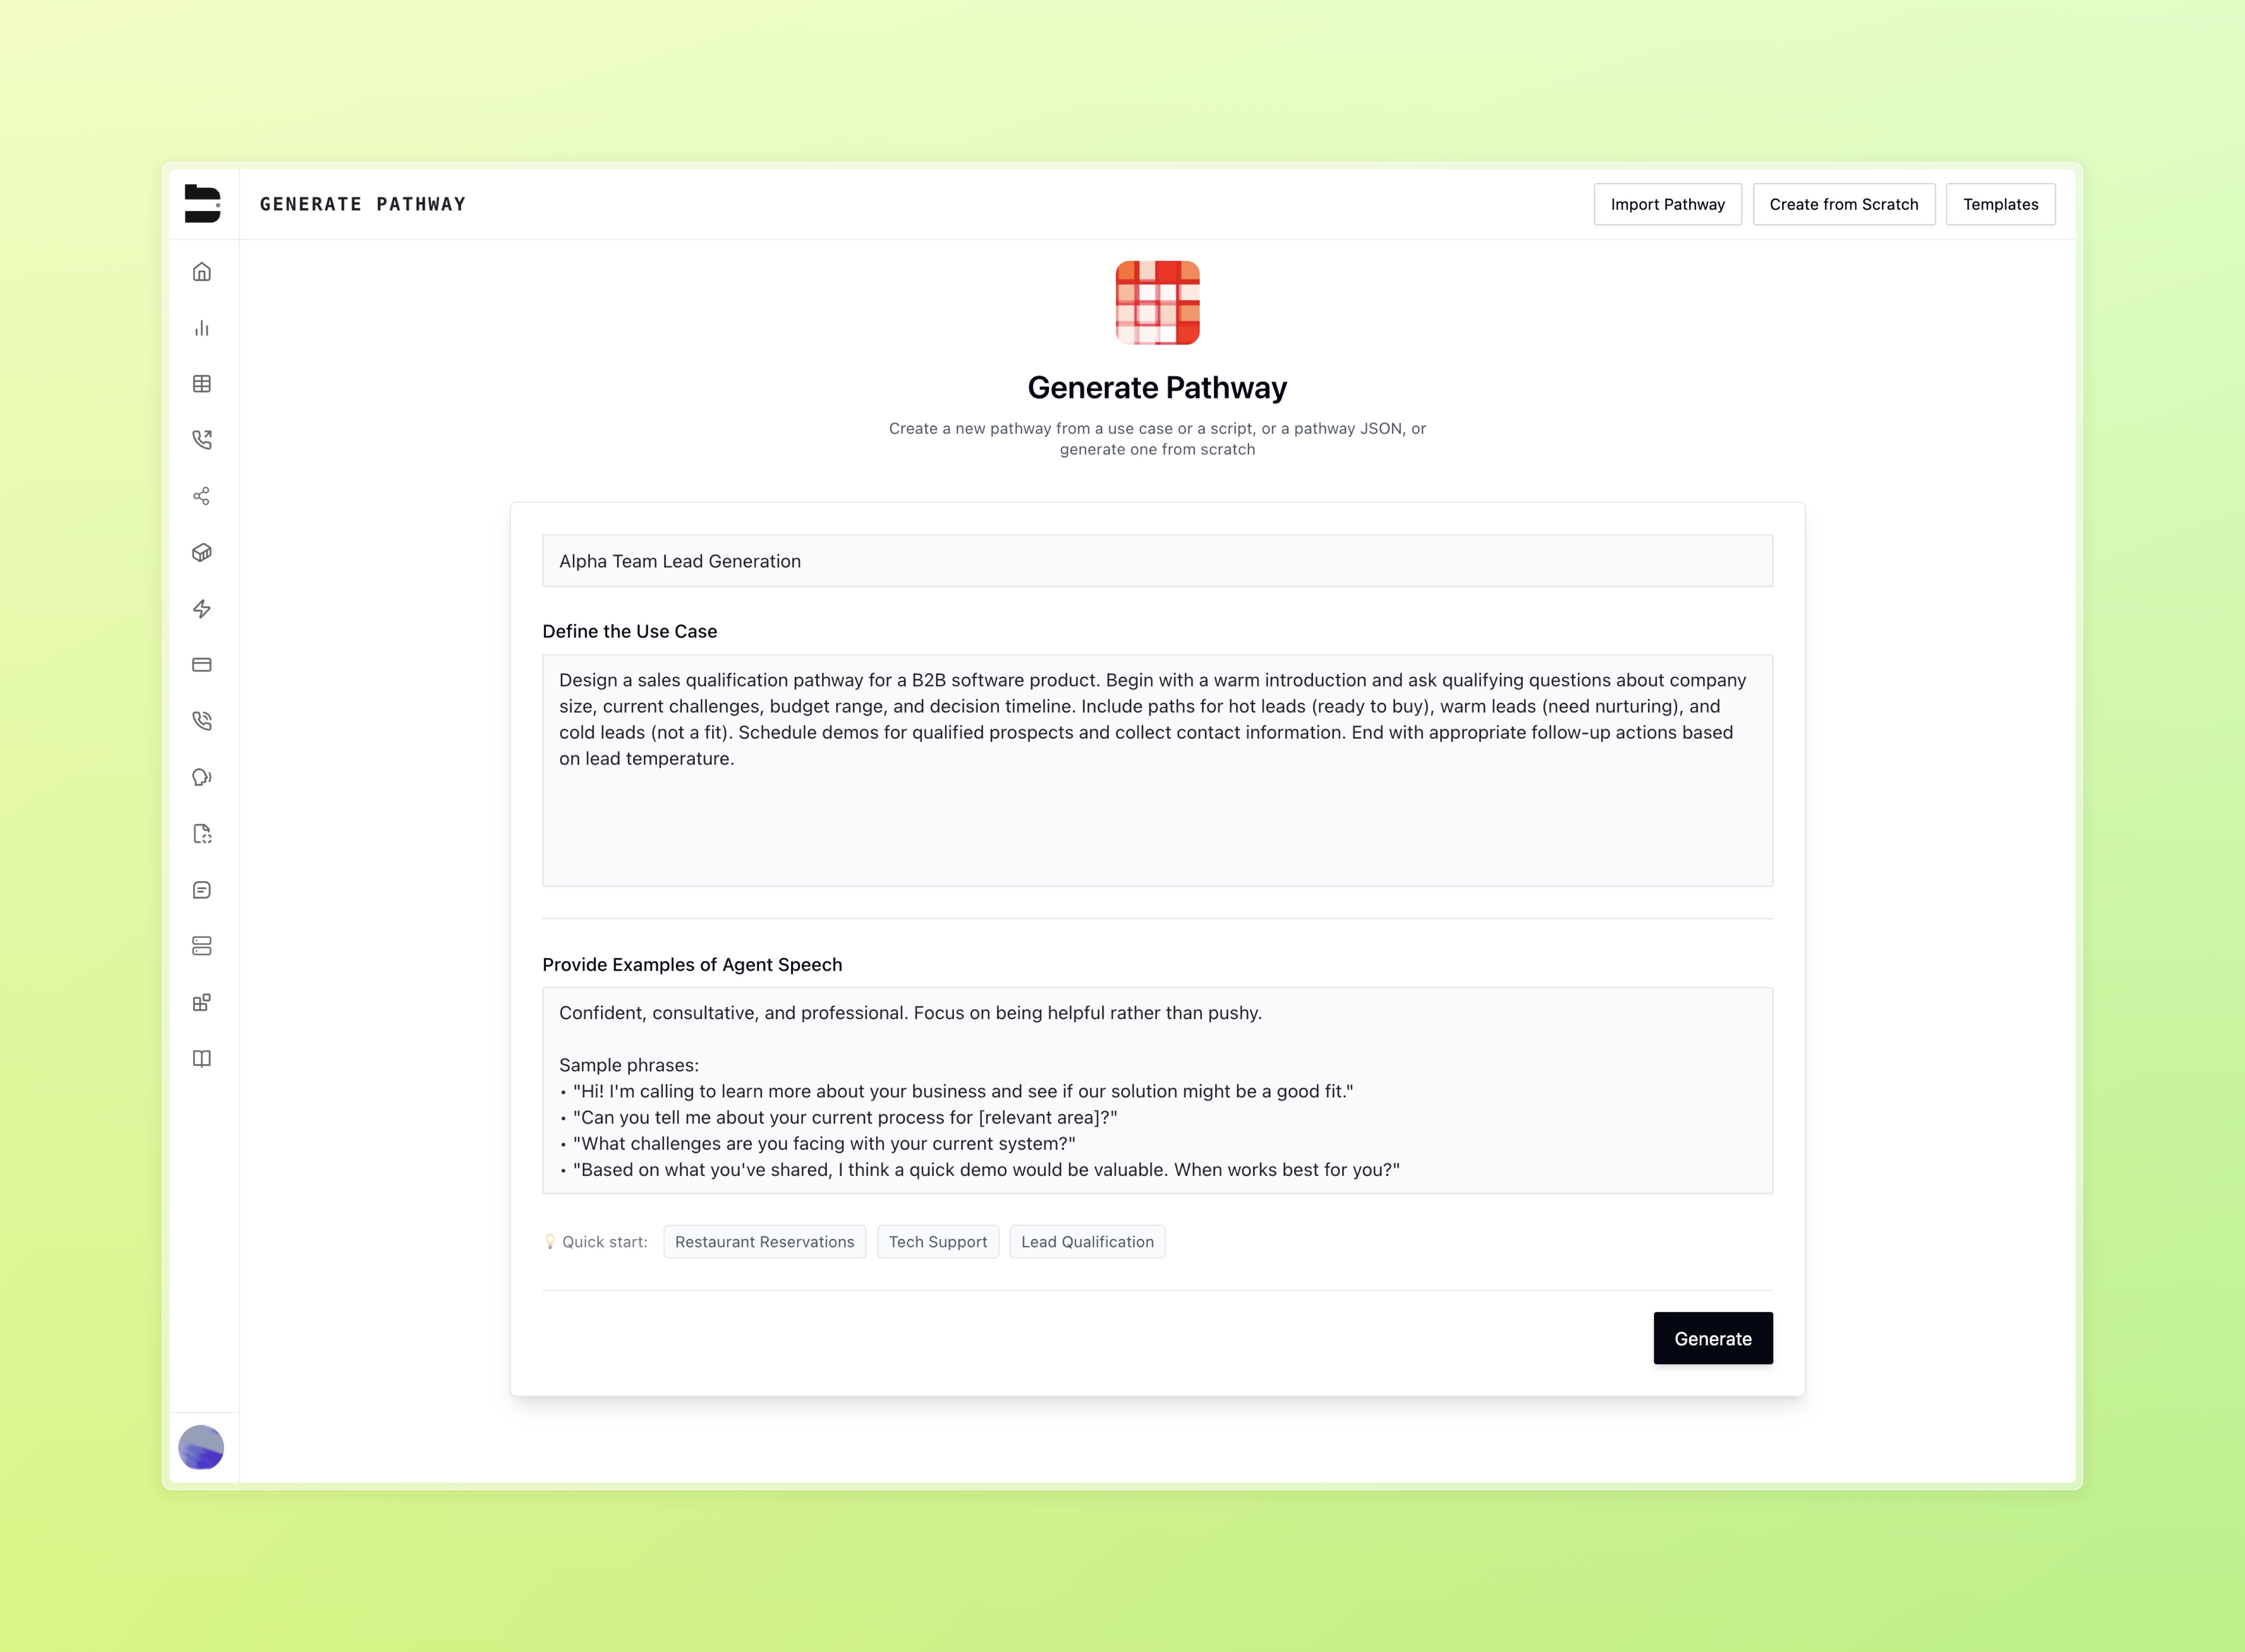 GENERATE PATHWAY
Import Pathway
Create from Scratch
Templates
Generate Pathway
Create a new pathway from a use case or a script, or a pathway JSON, or
generate one from scratch
Alpha Team Lead Generation
Define the Use Case
Design a sales qualification pathway for a B2B software product. Begin with a warm introduction and ask qualifying questions about company
size, current challenges, budget range, and decision timeline. Include paths for hot leads (ready to buy), warm leads (need nurturing), and
cold leads (not a fit). Schedule demos for qualified prospects and collect contact information. End with appropriate follow-up actions based
on lead temperature.
Provide Examples of Agent Speech
Confident, consultative, and professional. Focus on being helpful rather than pushy.
Sample phrases:
• "Hi! I'm calling to learn more about your business and see if our solution might be a good fit."
• "Can you tell me about your current process for [relevant area]?"
• "What challenges are you facing with your current system?"
• "Based on what you've shared, I think a quick demo would be valuable. When works best for you?"
💡 Quick start:
Restaurant Reservations
Tech Support
Lead Qualification
Generate